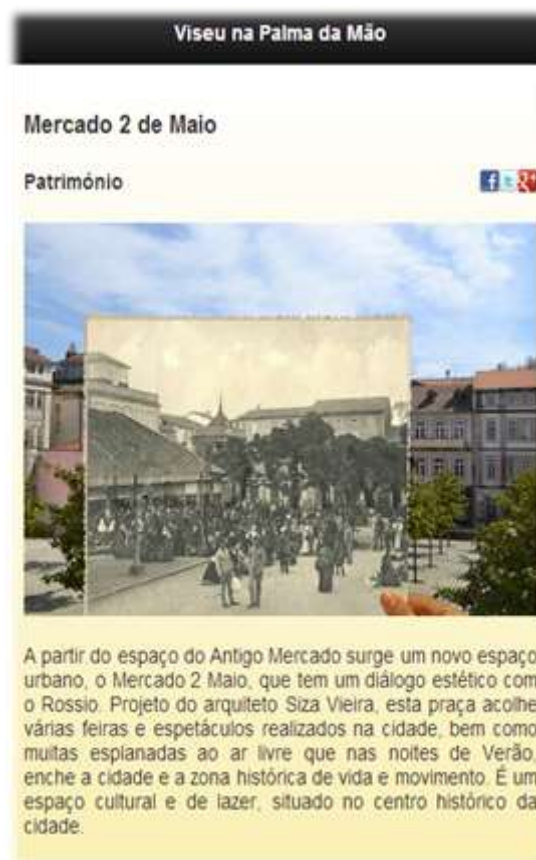 Viseu na Palma da Mão
Mercado 2 de Maio
Património
A partir do espaço do Antigo Mercado surge um novo espaço
urbano, o Mercado 2 Maio, que tem um diálogo estético com
o Rossio. Projeto do arquiteto Siza Vieira, esta praça acolhe
várias feiras e espetáculos realizados na cidade, bem como
muitas esplanadas ao ar livre que nas noites de Verão,
enche a cidade e a zona histórica de vida e movimento. É um
espaço cultural e de lazer, situado no centro histórico da
cidade.